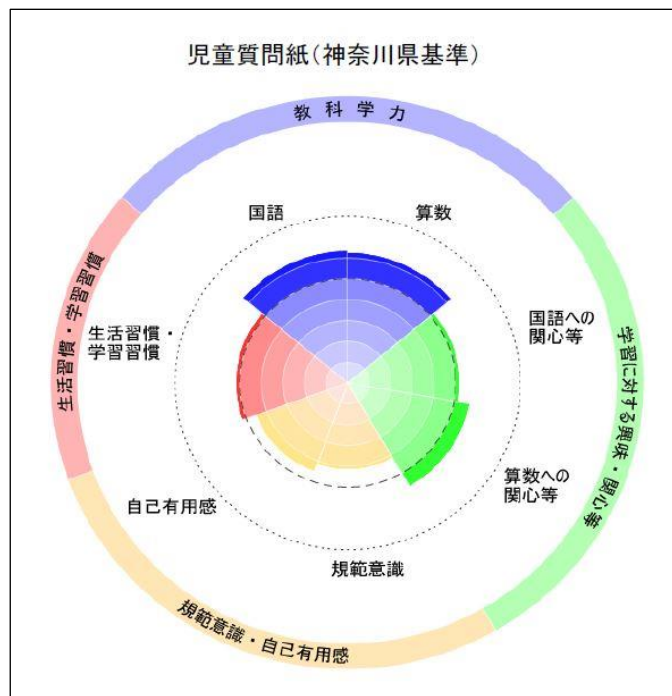 児童質問紙(神奈川県基準)
教科学力
国語
算数
生活習慣・学習習慣
生活習慣・
学習習慣
国語への
関心等
学習に対する興味・関心等
算数への
関心等
自己有用感
規範意識
規範意識・自己有用感